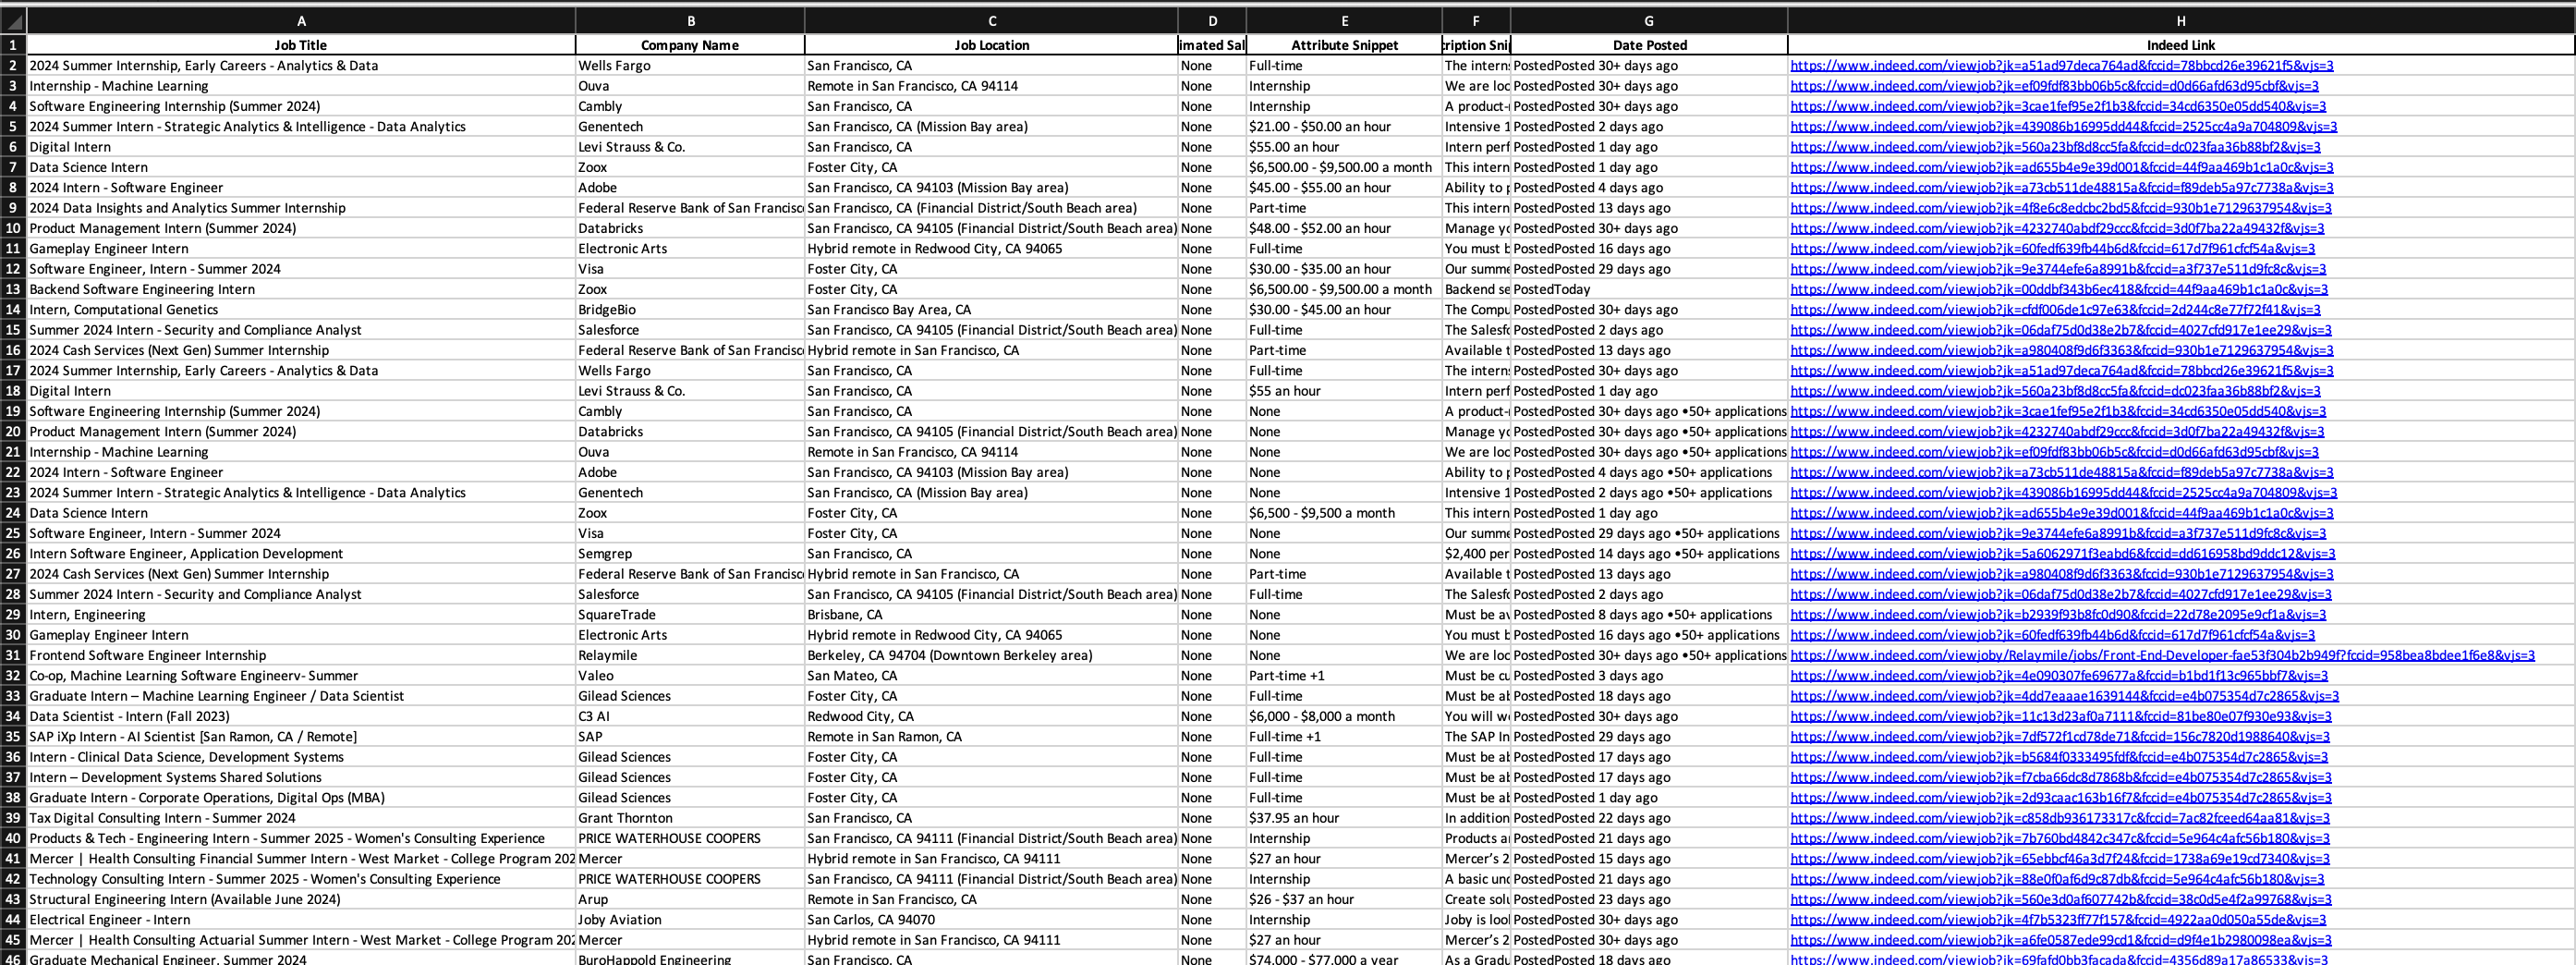 A B C D E F G H
1 Job Title Company Name Job Location imated Sal Attribute Snippet ription Snip Date Posted Indeed Link
2 2024 Summer Internship, Early Careers - Analytics & Data Wells Fargo San Francisco, CA None Full-time The intern PostedPosted 30+ days ago https://www.indeed.com/viewjob?jk=a51ad97deca764ad&fccid=78bbcd26e39621f5&vjs=3
3 Internship - Machine Learning Ouva Remote in San Francisco, CA 94114 None Internship We are loo PostedPosted 30+ days ago https://www.indeed.com/viewjob?jk=ef09fdf83bb06b5c&fccid=d0d66afd63d95cbf&vjs=3
4 Software Engineering Internship (Summer 2024) Cambly San Francisco, CA None Internship A product- PostedPosted 30+ days ago https://www.indeed.com/viewjob?jk=3cae1fef95e2f1b3&fccid=34cd6350e05dd540&vjs=3
5 2024 Summer Intern - Strategic Analytics & Intelligence - Data Analytics Genentech San Francisco, CA (Mission Bay area) None $21.00 - $50.00 an hour Intensive 1 PostedPosted 2 days ago https://www.indeed.com/viewjob?jk=439086b16995dd44&fccid=2525cc4a9a704809&vjs=3
6 Digital Intern Levi Strauss & Co. San Francisco, CA None $55.00 an hour Intern perf PostedPosted 1 day ago https://www.indeed.com/viewjob?jk=560a23bf8d8cc5fa&fccid=dc023faa36b88bf2&vjs=3
7 Data Science Intern Zoox Foster City, CA None $6,500.00 - $9,500.00 a month This intern PostedPosted 1 day ago https://www.indeed.com/viewjob?jk=ad655b4e9e39d001&fccid=44f9aa469b1c1a0c&vjs=3
8 2024 Intern - Software Engineer Adobe San Francisco, CA 94103 (Mission Bay area) None $45.00 - $55.00 an hour Ability to p PostedPosted 4 days ago https://www.indeed.com/viewjob?jk=a73cb511de48815a&fccid=f89deb5a97c7738a&vjs=3
9 2024 Data Insights and Analytics Summer Internship Federal Reserve Bank of San Francisco San Francisco, CA (Financial District/South Beach area) None Part-time This intern PostedPosted 13 days ago https://www.indeed.com/viewjob?jk=4f8e6c8edcbc2bd5&fccid=930b1e7129637954&vjs=3
10 Product Management Intern (Summer 2024) Databricks San Francisco, CA 94105 (Financial District/South Beach area) None $48.00 - $52.00 an hour Manage yo PostedPosted 30+ days ago https://www.indeed.com/viewjob?jk=4232740abdf29ccc&fccid=3d0f7ba22a49432f&vjs=3
11 Gameplay Engineer Intern Electronic Arts Hybrid remote in Redwood City, CA 94065 None Full-time You must b PostedPosted 16 days ago https://www.indeed.com/viewjob?jk=60fedf639fb44b6d&fccid=617d7f961cfcf54a&vjs=3
12 Software Engineer, Intern - Summer 2024 Visa Foster City, CA None $30.00 - $35.00 an hour Our summe PostedPosted 29 days ago https://www.indeed.com/viewjob?jk=9e3744efe6a8991b&fccid=a3f737e511d9fc8c&vjs=3
13 Backend Software Engineering Intern Zoox Foster City, CA None $6,500.00 - $9,500.00 a month Backend se PostedToday https://www.indeed.com/viewjob?jk=00ddbf343b6ec418&fccid=44f9aa469b1c1a0c&vjs=3
14 Intern, Computational Genetics BridgeBio San Francisco Bay Area, CA None $30.00 - $45.00 an hour The Compu PostedPosted 30+ days ago https://www.indeed.com/viewjob?jk=cfdf006de1c97e63&fccid=2d244c8e77f72f41&vjs=3
15 Summer 2024 Intern - Security and Compliance Analyst Salesforce San Francisco, CA 94105 (Financial District/South Beach area) None Full-time The Salesfo PostedPosted 2 days ago https://www.indeed.com/viewjob?jk=06daf75d0d38e2b7&fccid=4027cfd917e1ee29&vjs=3
16 2024 Cash Services (Next Gen) Summer Internship Federal Reserve Bank of San Francisco Hybrid remote in San Francisco, CA None Part-time Available t PostedPosted 13 days ago https://www.indeed.com/viewjob?jk=a980408f9d6f3363&fccid=930b1e7129637954&vjs=3
17 2024 Summer Internship, Early Careers - Analytics & Data Wells Fargo San Francisco, CA None Full-time The intern PostedPosted 30+ days ago https://www.indeed.com/viewjob?jk=a51ad97deca764ad&fccid=78bbcd26e39621f5&vjs=3
18 Digital Intern Levi Strauss & Co. San Francisco, CA None $55 an hour Intern perf PostedPosted 1 day ago https://www.indeed.com/viewjob?jk=560a23bf8d8cc5fa&fccid=dc023faa36b88bf2&vjs=3
19 Software Engineering Internship (Summer 2024) Cambly San Francisco, CA None None A product- PostedPosted 30+ days ago •50+ applications https://www.indeed.com/viewjob?jk=3cae1fef95e2f1b3&fccid=34cd6350e05dd540&vjs=3
20 Product Management Intern (Summer 2024) Databricks San Francisco, CA 94105 (Financial District/South Beach area) None None Manage yo PostedPosted 30+ days ago •50+ applications https://www.indeed.com/viewjob?jk=4232740abdf29ccc&fccid=3d0f7ba22a49432f&vjs=3
21 Internship - Machine Learning Ouva Remote in San Francisco, CA 94114 None None We are loo PostedPosted 30+ days ago •50+ applications https://www.indeed.com/viewjob?jk=ef09fdf83bb06b5c&fccid=d0d66afd63d95cbf&vjs=3
22 2024 Intern - Software Engineer Adobe San Francisco, CA 94103 (Mission Bay area) None None Ability to p PostedPosted 4 days ago •50+ applications https://www.indeed.com/viewjob?jk=a73cb511de48815a&fccid=f89deb5a97c7738a&vjs=3
23 2024 Summer Intern - Strategic Analytics & Intelligence - Data Analytics Genentech San Francisco, CA (Mission Bay area) None None Intensive 1 PostedPosted 2 days ago •50+ applications https://www.indeed.com/viewjob?jk=439086b16995dd44&fccid=2525cc4a9a704809&vjs=3
24 Data Science Intern Zoox Foster City, CA None $6,500 - $9,500 a month This intern PostedPosted 1 day ago https://www.indeed.com/viewjob?jk=ad655b4e9e39d001&fccid=44f9aa469b1c1a0c&vjs=3
25 Software Engineer, Intern - Summer 2024 Visa Foster City, CA None None Our summe PostedPosted 29 days ago •50+ applications https://www.indeed.com/viewjob?jk=9e3744efe6a8991b&fccid=a3f737e511d9fc8c&vjs=3
26 Intern Software Engineer, Application Development Semgrep San Francisco, CA None None $2,400 per PostedPosted 14 days ago •50+ applications https://www.indeed.com/viewjob?jk=5a6062971f3eabd6&fccid=dd616958bd9ddc12&vjs=3
27 2024 Cash Services (Next Gen) Summer Internship Federal Reserve Bank of San Francisco Hybrid remote in San Francisco, CA None Part-time Available t PostedPosted 13 days ago https://www.indeed.com/viewjob?jk=a980408f9d6f3363&fccid=930b1e7129637954&vjs=3
28 Summer 2024 Intern - Security and Compliance Analyst Salesforce San Francisco, CA 94105 (Financial District/South Beach area) None Full-time The Salesfo PostedPosted 2 days ago https://www.indeed.com/viewjob?jk=06daf75d0d38e2b7&fccid=4027cfd917e1ee29&vjs=3
29 Intern, Engineering SquareTrade Brisbane, CA None None Must be av PostedPosted 8 days ago •50+ applications https://www.indeed.com/viewjob?jk=b2939f93b8fc0d90&fccid=22d78e2095e9cf1a&vjs=3
30 Gameplay Engineer Intern Electronic Arts Hybrid remote in Redwood City, CA 94065 None None You must b PostedPosted 16 days ago •50+ applications https://www.indeed.com/viewjob?jk=60fedf639fb44b6d&fccid=617d7f961cfcf54a&vjs=3
31 Frontend Software Engineer Internship Relaymile Berkeley, CA 94704 (Downtown Berkeley area) None None We are loo PostedPosted 30+ days ago •50+ applications https://www.indeed.com/viewjoby/Relaymile/jobs/Front-End-Developer-fae53f304b2b949f?fccid=958bea8bdee1f6e8&vjs=3
32 Co-op, Machine Learning Software Engineerv- Summer Valeo San Mateo, CA None Part-time +1 Must be cu PostedPosted 3 days ago https://www.indeed.com/viewjob?jk=4e090307fe69677a&fccid=b1bd1f13c965bbf7&vjs=3
33 Graduate Intern – Machine Learning Engineer / Data Scientist Gilead Sciences Foster City, CA None Full-time Must be ab PostedPosted 18 days ago https://www.indeed.com/viewjob?jk=4dd7eaaae1639144&fccid=e4b075354d7c2865&vjs=3
34 Data Scientist - Intern (Fall 2023) C3 AI Redwood City, CA None $6,000 - $8,000 a month You will wo PostedPosted 30+ days ago https://www.indeed.com/viewjob?jk=11c13d23af0a7111&fccid=81be80e07f930e93&vjs=3
35 SAP iXp Intern - AI Scientist [San Ramon, CA / Remote] SAP Remote in San Ramon, CA None Full-time +1 The SAP In PostedPosted 29 days ago https://www.indeed.com/viewjob?jk=7df572f1cd78de71&fccid=156c7820d1988640&vjs=3
36 Intern - Clinical Data Science, Development Systems Gilead Sciences Foster City, CA None Full-time Must be ab PostedPosted 17 days ago https://www.indeed.com/viewjob?jk=b5684f0333495fdf&fccid=e4b075354d7c2865&vjs=3
37 Intern – Development Systems Shared Solutions Gilead Sciences Foster City, CA None Full-time Must be ab PostedPosted 17 days ago https://www.indeed.com/viewjob?jk=f7cba66dc8d7868b&fccid=e4b075354d7c2865&vjs=3
38 Graduate Intern - Corporate Operations, Digital Ops (MBA) Gilead Sciences Foster City, CA None Full-time Must be ab PostedPosted 1 day ago https://www.indeed.com/viewjob?jk=2d93caac163b16f7&fccid=e4b075354d7c2865&vjs=3
39 Tax Digital Consulting Intern - Summer 2024 Grant Thornton San Francisco, CA None $37.95 an hour In addition PostedPosted 22 days ago https://www.indeed.com/viewjob?jk=c858db936173317c&fccid=7ac82fceed64aa81&vjs=3
40 Products & Tech - Engineering Intern - Summer 2025 - Women's Consulting Experience PRICE WATERHOUSE COOPERS San Francisco, CA 94111 (Financial District/South Beach area) None Internship Products a PostedPosted 21 days ago https://www.indeed.com/viewjob?jk=7b760bd4842c347c&fccid=5e964c4afc56b180&vjs=3
41 Mercer | Health Consulting Financial Summer Intern - West Market - College Program 202 Mercer Hybrid remote in San Francisco, CA 94111 None $27 an hour Mercer’s 2 PostedPosted 15 days ago https://www.indeed.com/viewjob?jk=65ebbcf46a3d7f24&fccid=1738a69e19cd7340&vjs=3
42 Technology Consulting Intern - Summer 2025 - Women's Consulting Experience PRICE WATERHOUSE COOPERS San Francisco, CA 94111 (Financial District/South Beach area) None Internship A basic und PostedPosted 21 days ago https://www.indeed.com/viewjob?jk=88e0f0af6d9c87db&fccid=5e964c4afc56b180&vjs=3
43 Structural Engineering Intern (Available June 2024) Arup Remote in San Francisco, CA None $26 - $37 an hour Create solu PostedPosted 23 days ago https://www.indeed.com/viewjob?jk=560e3d0af607742b&fccid=38c0d5e4f2a99768&vjs=3
44 Electrical Engineer - Intern Joby Aviation San Carlos, CA 94070 None Internship Joby is lool PostedPosted 30+ days ago https://www.indeed.com/viewjob?jk=4f7b5323ff77f157&fccid=4922aa0d050a55de&vjs=3
45 Mercer | Health Consulting Actuarial Summer Intern - West Market - College Program 202 Mercer Hybrid remote in San Francisco, CA 94111 None $27 an hour Mercer’s 2 PostedPosted 30+ days ago https://www.indeed.com/viewjob?jk=a6fe0587ede99cd1&fccid=d9f4e1b2980098ea&vjs=3
46 Graduate Mechanical Engineer, Summer 2024 BuroHappold Engineering San Francisco, CA None $74,000 - $77,000 a year As a Gradu PostedPosted 18 days ago https://www.indeed.com/viewjob?jk=69fafd0bb3facada&fccid=4356d89a17a86533&vjs=3